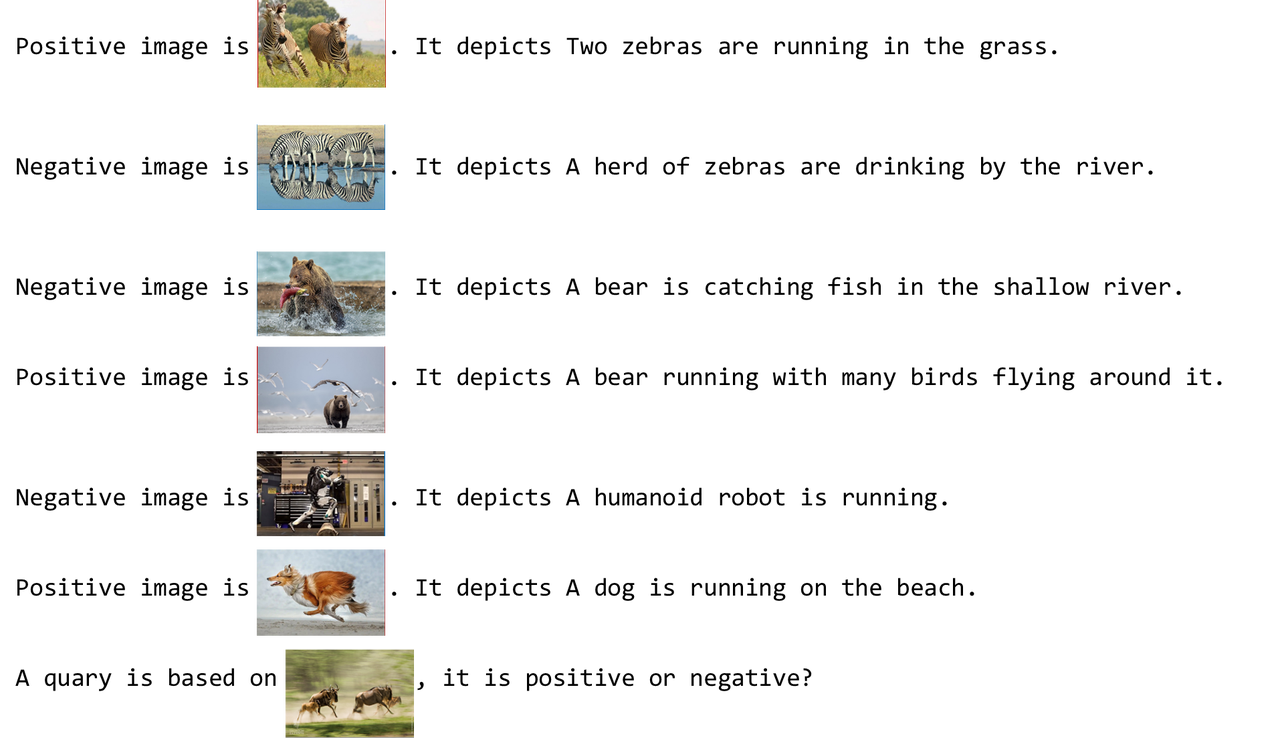 Positive image is . It depicts Two zebras are running in the grass.
Negative image is . It depicts A herd of zebras are drinking by the river.
Negative image is . It depicts A bear is catching fish in the shallow river.
Positive image is . It depicts A bear running with many birds flying around it.
Negative image is . It depicts A humanoid robot is running.
Positive image is . It depicts A dog is running on the beach.
A quary is based on , it is positive or negative?